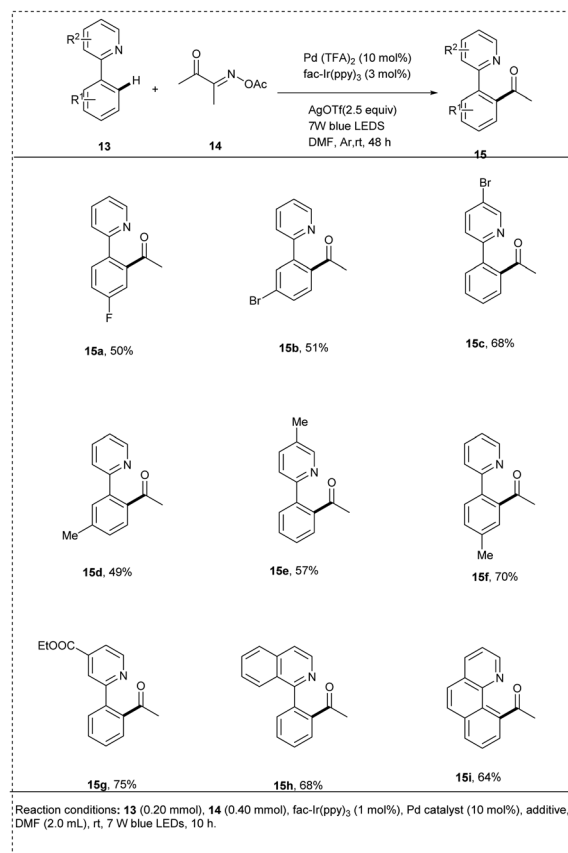 R²
N
H
R¹
13
+
O
N
OAc
14
Pd (TFA)₂ (10 mol%)
fac-Ir(ppy)₃ (3 mol%)
AgOTf(2.5 equiv)
7W blue LEDS
DMF, Ar,rt, 48 h
R²
N
O
R¹
15
N
O
F
15a, 50%
N
O
Br
15b, 51%
Br
N
O
15c, 68%
N
O
Me
15d, 49%
Me
N
O
15e, 57%
N
O
Me
15f, 70%
EtOOC
N
O
15g, 75%
N
O
15h, 68%
N
O
15i, 64%
Reaction conditions: 13 (0.20 mmol), 14 (0.40 mmol), fac-Ir(ppy)₃ (1 mol%), Pd catalyst (10 mol%), additive,
DMF (2.0 mL), rt, 7 W blue LEDs, 10 h.